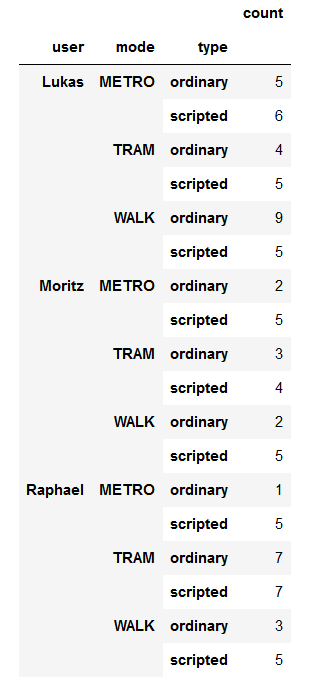 count
user mode type
Lukas METRO ordinary 5
scripted 6
TRAM ordinary 4
scripted 5
WALK ordinary 9
scripted 5
Moritz METRO ordinary 2
scripted 5
TRAM ordinary 3
scripted 4
WALK ordinary 2
scripted 5
Raphael METRO ordinary 1
scripted 5
TRAM ordinary 7
scripted 7
WALK ordinary 3
scripted 5